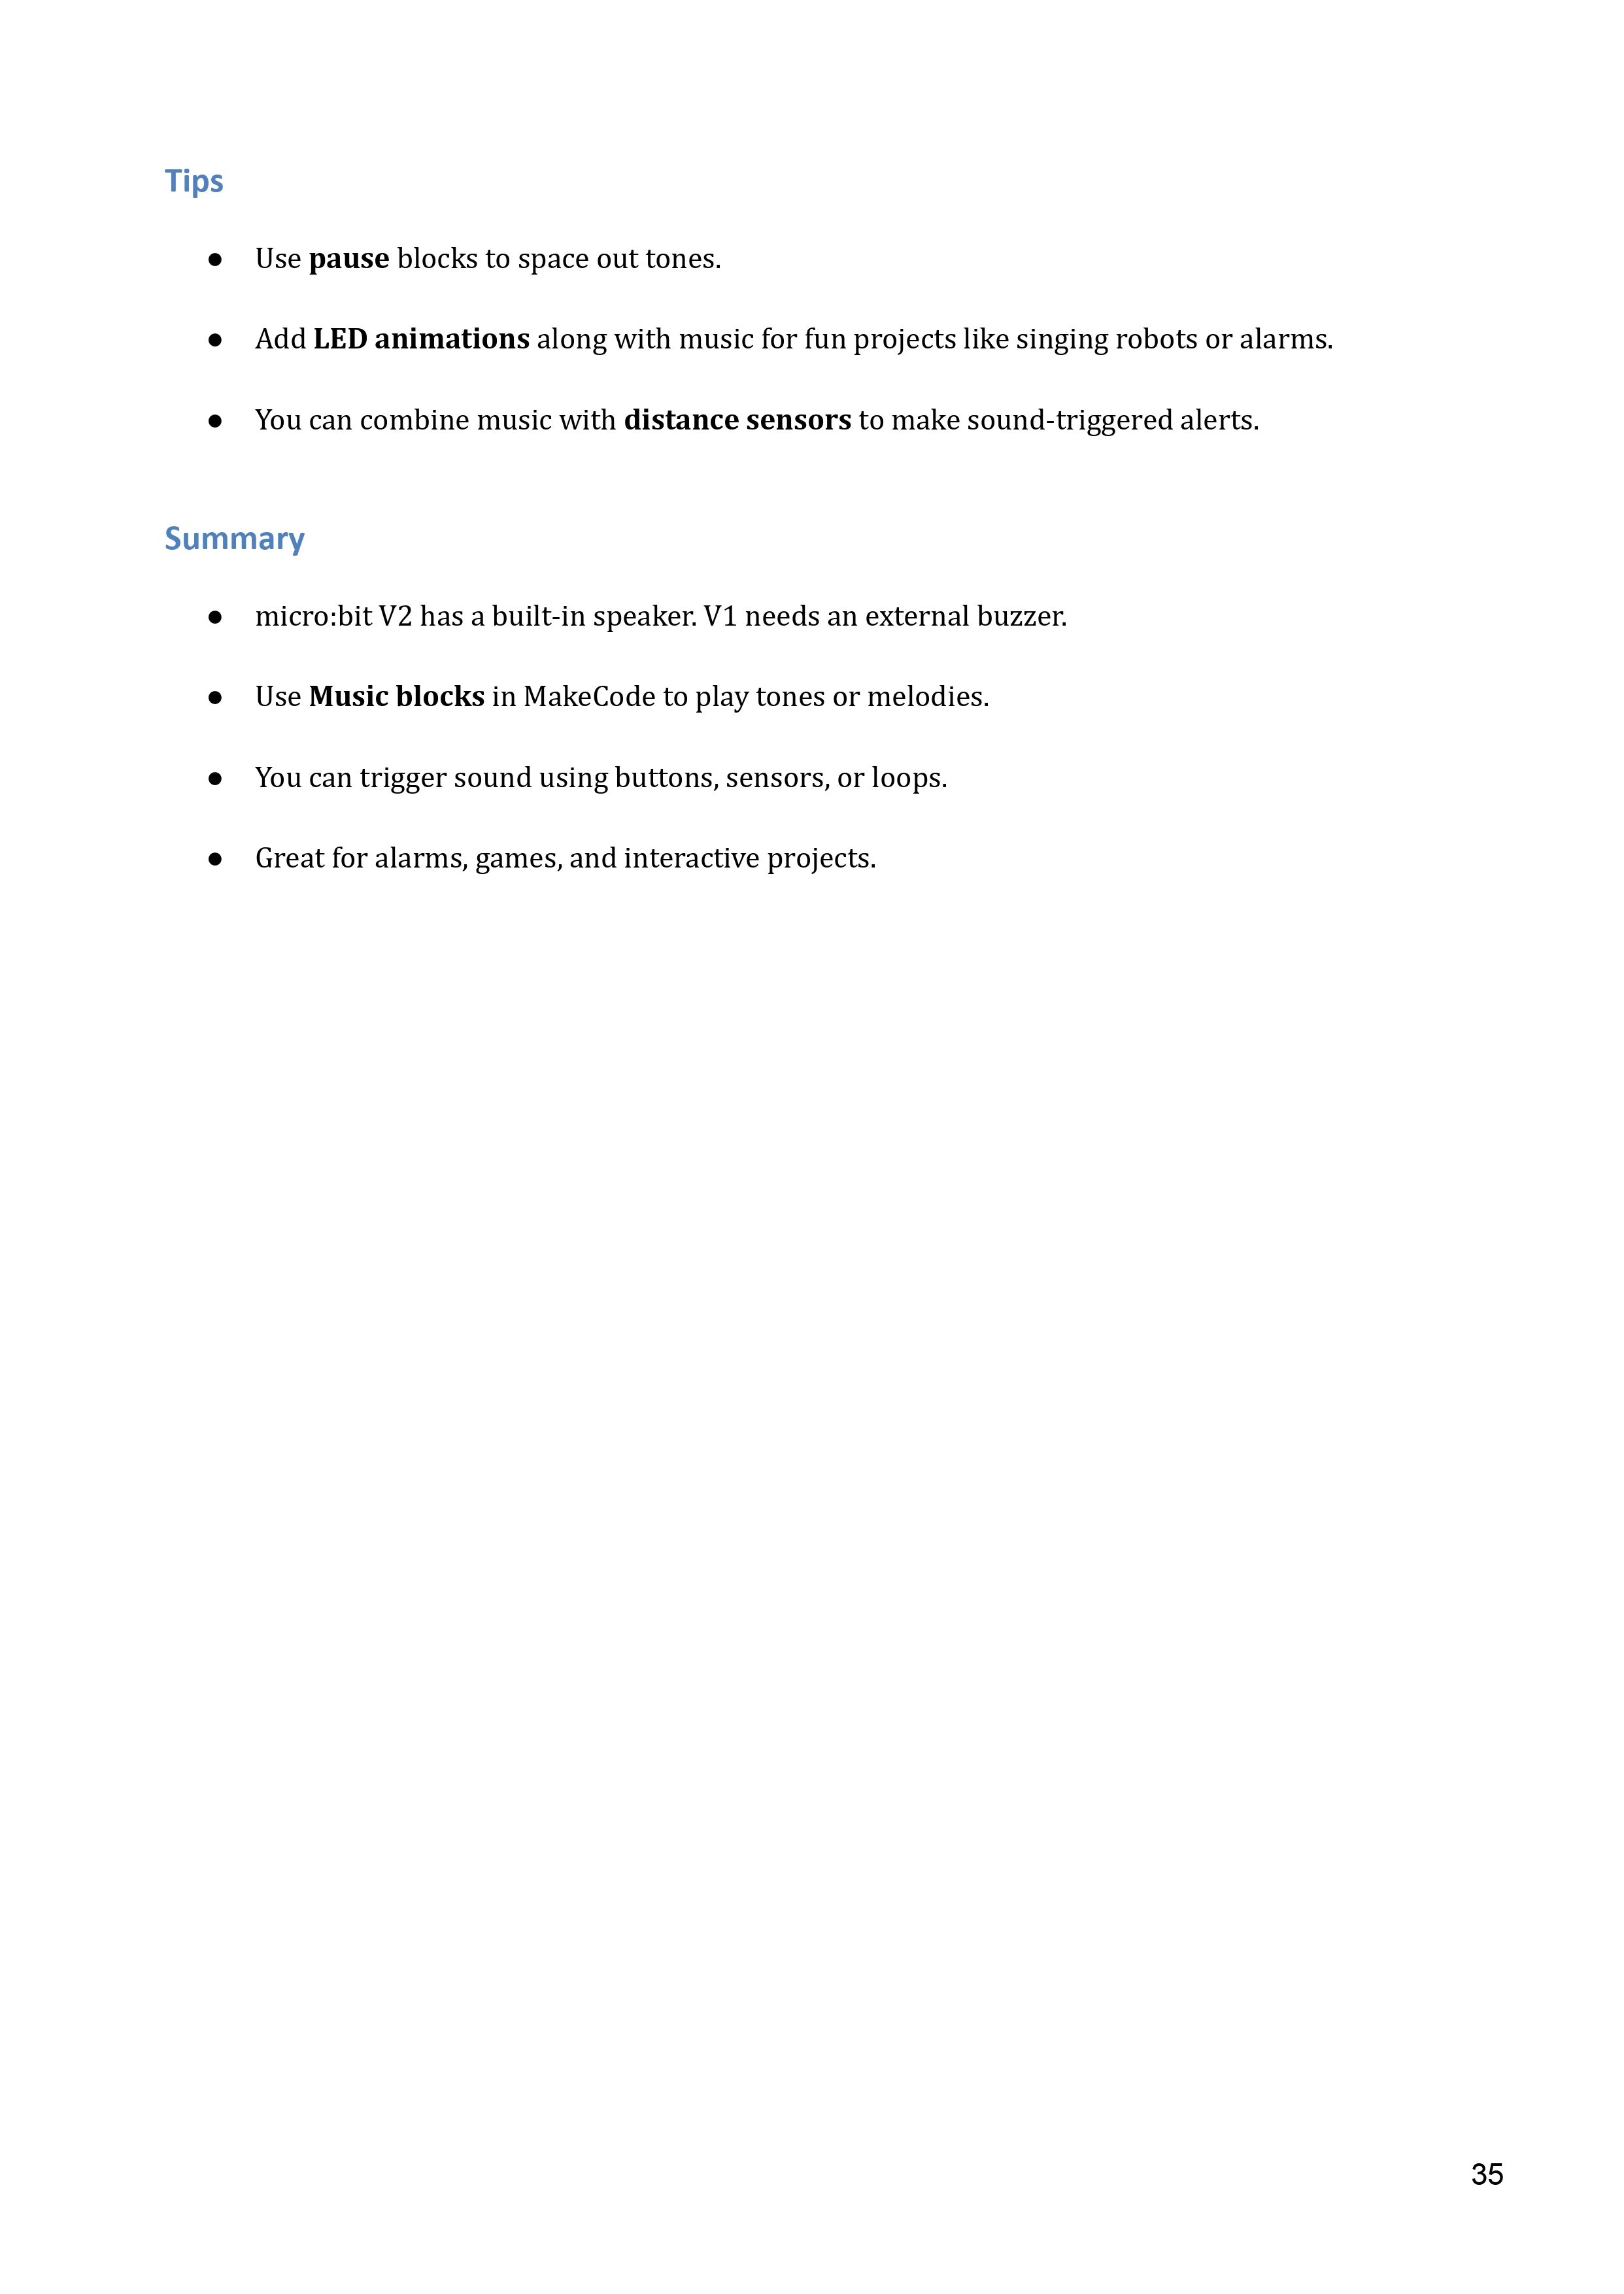 Tips
● Use pause blocks to space out tones.
● Add LED animations along with music for fun projects like singing robots or alarms.
● You can combine music with distance sensors to make sound-triggered alerts.
Summary
● micro:bit V2 has a built-in speaker. V1 needs an external buzzer.
● Use Music blocks in MakeCode to play tones or melodies.
● You can trigger sound using buttons, sensors, or loops.
● Great for alarms, games, and interactive projects.
35